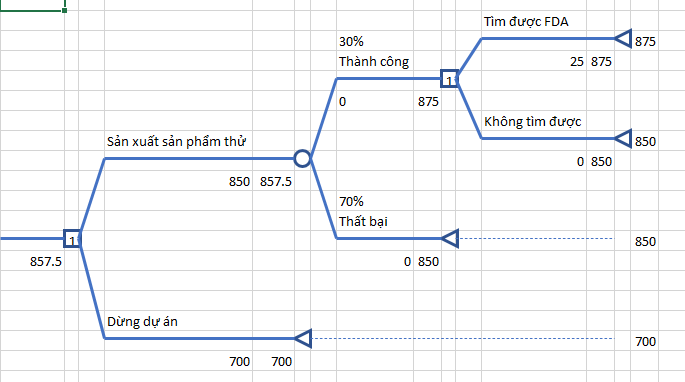 Tìm được FDA
875
30%
25 875
Thành công
1
0 875
Không tìm được
850
Sản xuất sản phẩm thử
0 850
850 857.5
70%
Thất bại
1
850
857.5
0 850
Dừng dự án
700
700 700